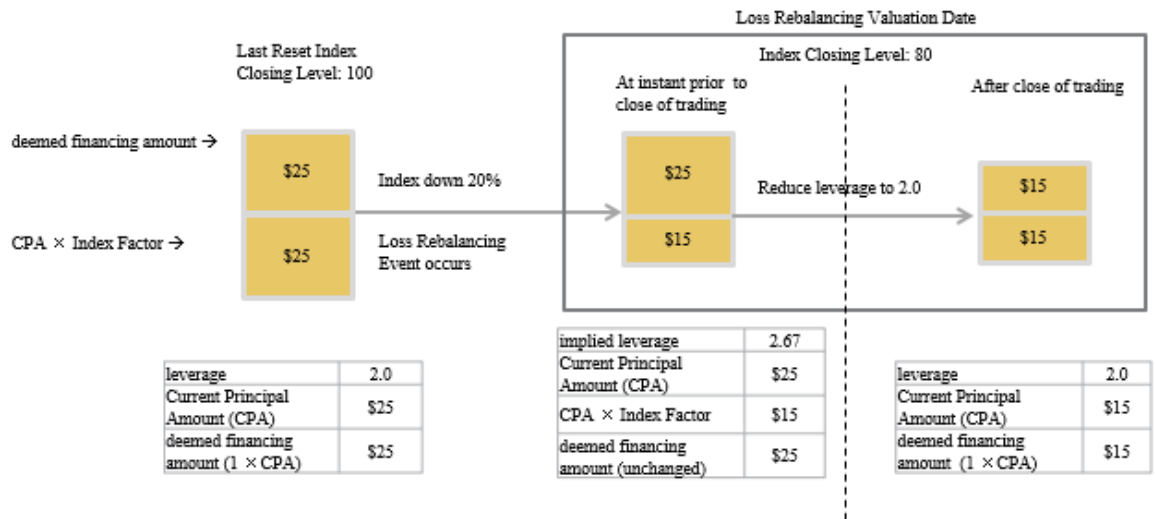 Loss Rebalancing Valuation Date
Last Reset Index
Closing Level: 100
Index Closing Level: 80
At instant prior to
close of trading
After close of trading
deemed financing amount →
$25
Index down 20%
$25
Reduce leverage to 2.0
$15
CPA × Index Factor →
$25
Loss Rebalancing
Event occurs
$15
$15
leverage 2.0
Current Principal
Amount (CPA) $25
deemed financing
amount (1 × CPA) $25
implied leverage 2.67
Current Principal
Amount (CPA) $25
CPA × Index Factor $15
deemed financing
amount (unchanged) $25
leverage 2.0
Current Principal
Amount (CPA) $15
deemed financing
amount (1 × CPA) $15